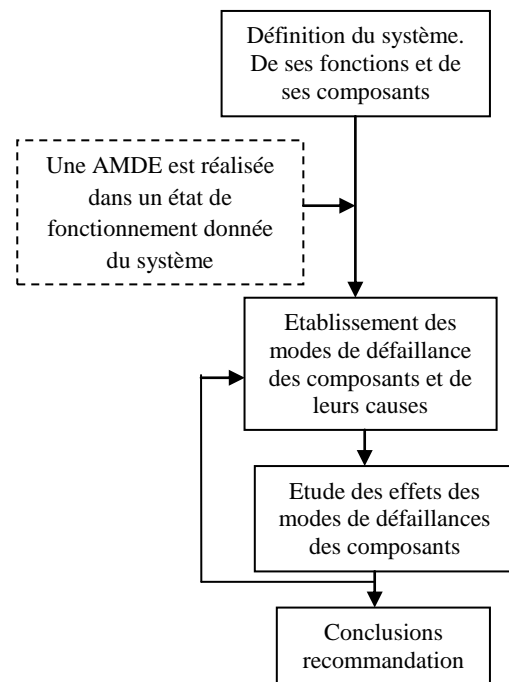 Définition du système.
De ses fonctions et de
ses composants
Une AMDE est réalisée
dans un état de
fonctionnement donnée
du système
Etablissement des
modes de défaillance
des composants et de
leurs causes
Etude des effets des
modes de défaillances
des composants
Conclusions
recommandation